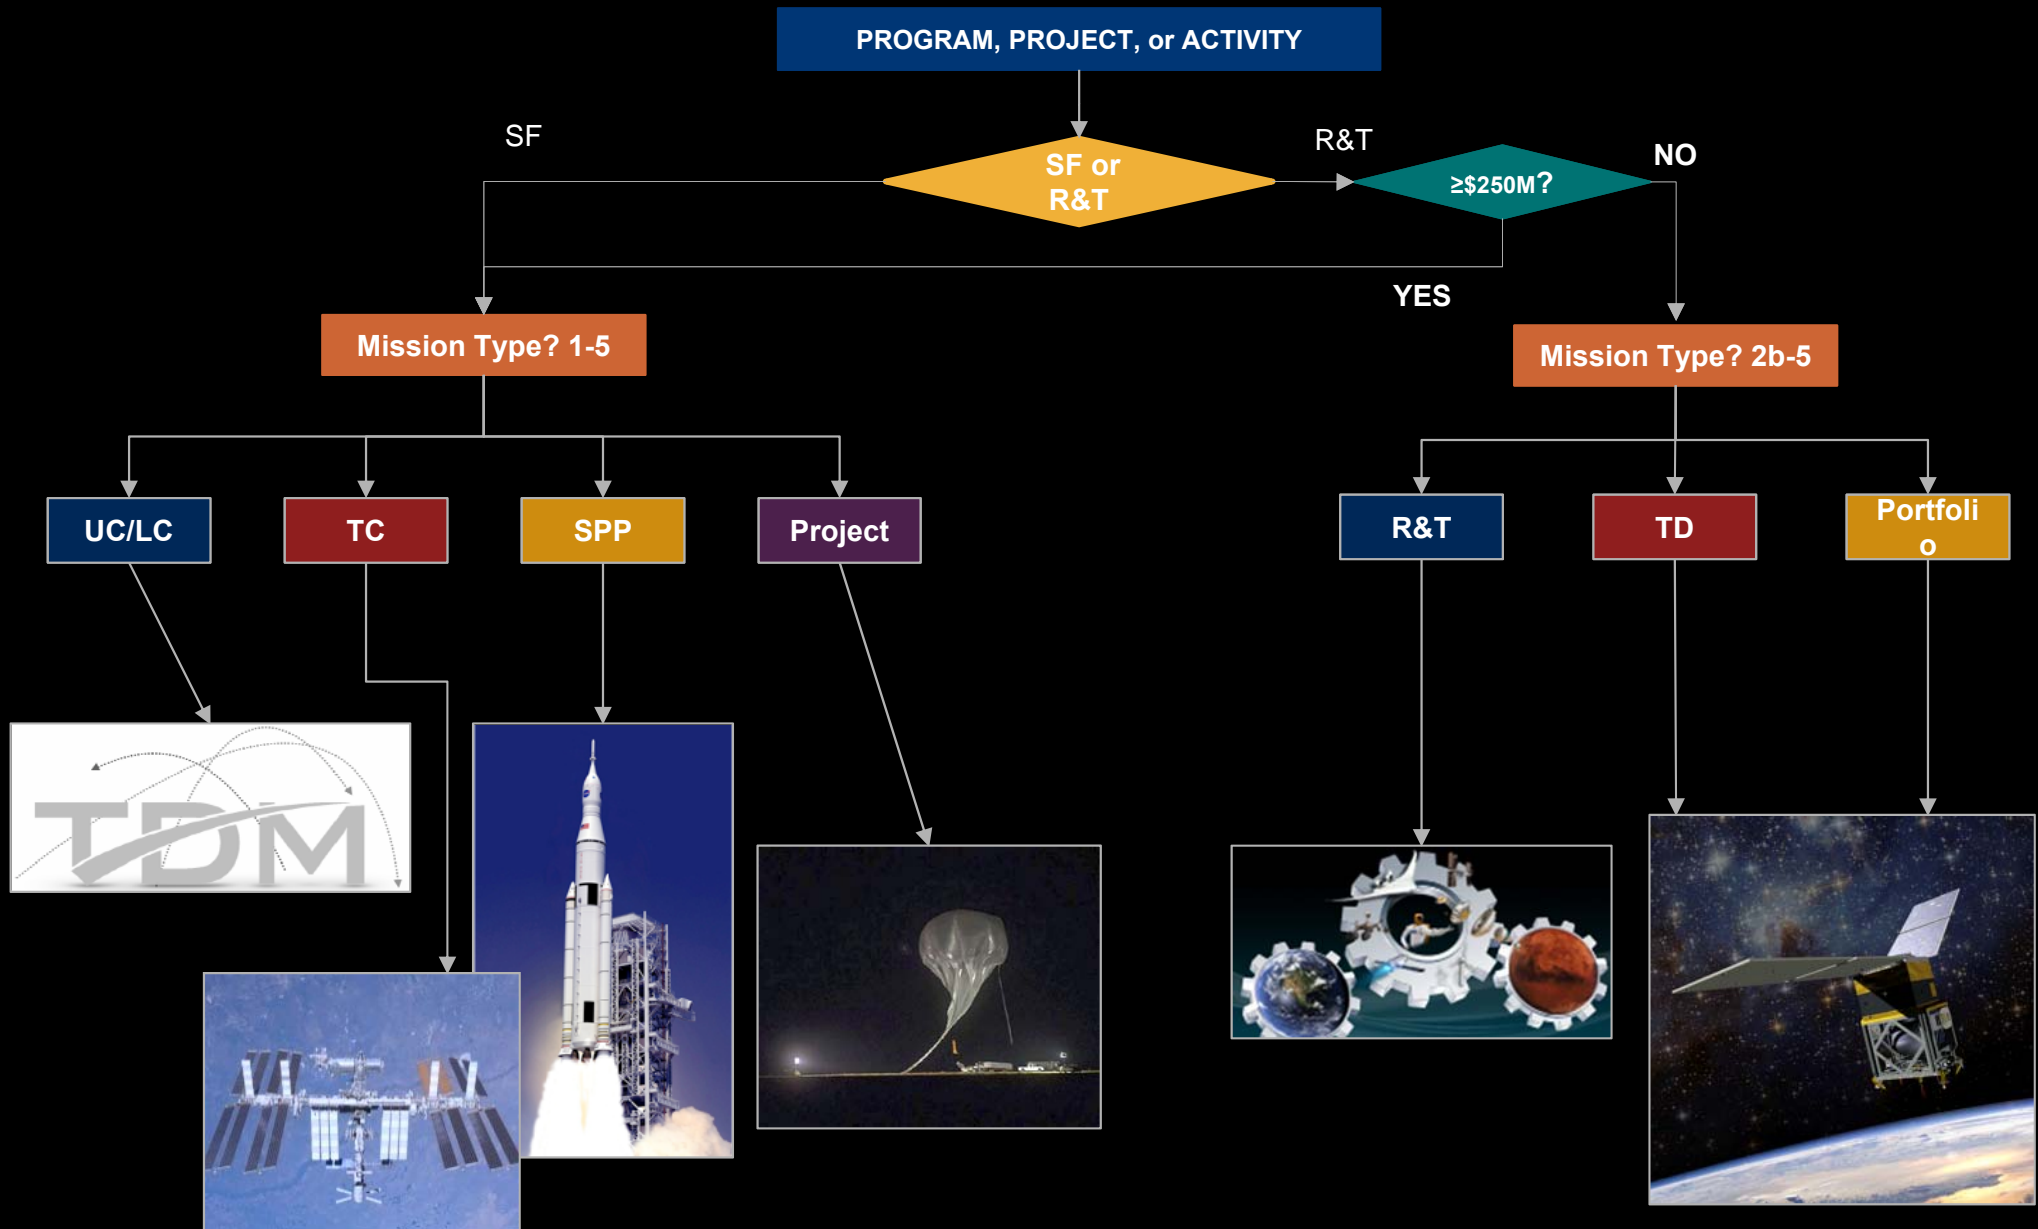 PROGRAM, PROJECT, or ACTIVITY
SF
SF or
R&T
R&T
≥$250M?
NO
YES
Mission Type? 1-5
Mission Type? 2b-5
UC/LC
TC
SPP
Project
R&T
TD
Portfoli
o
TDM